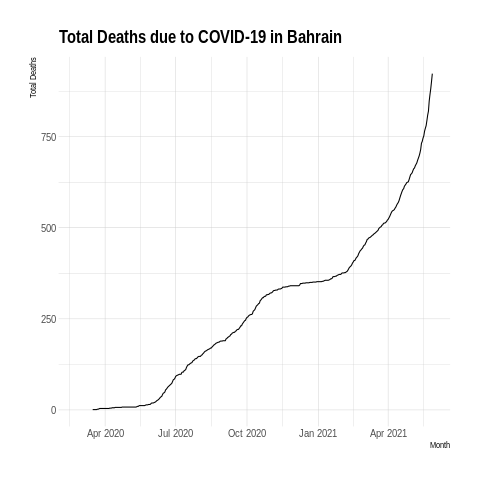 Total Deaths due to COVID-19 in Bahrain
Total Deaths
750
500
250
0
Apr 2020 Jul 2020 Oct 2020 Jan 2021 Apr 2021
Month